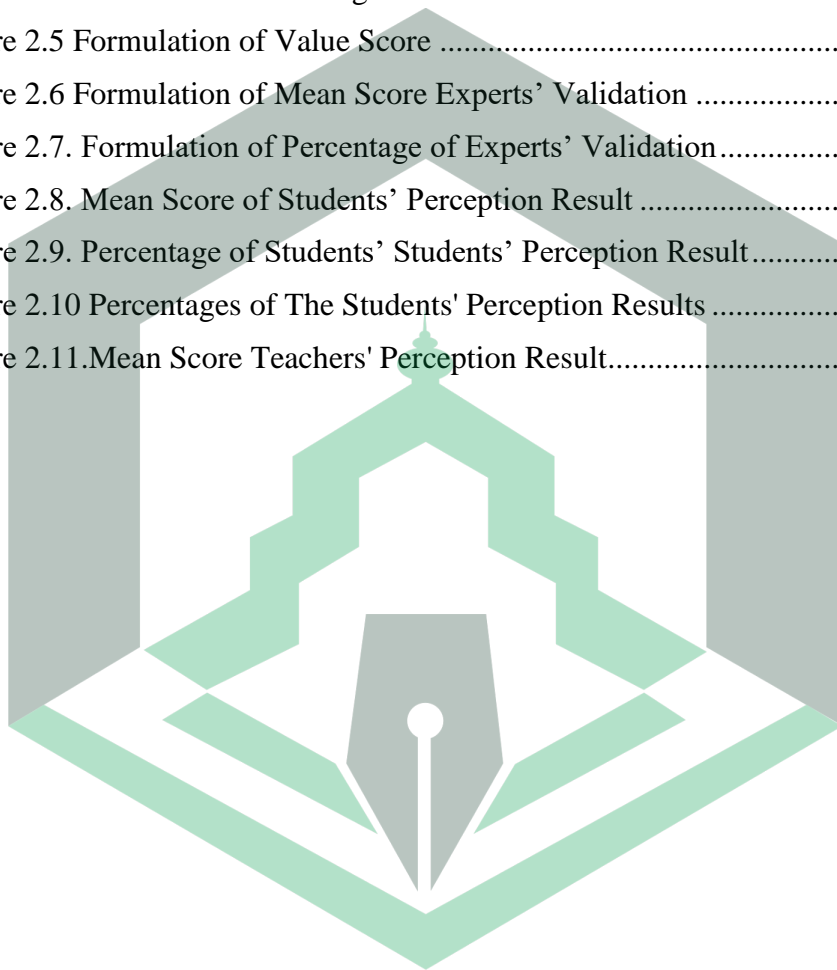 re 2.5 Formulation of Value Score ..............................................
re 2.6 Formulation of Mean Score Experts’ Validation ..................
re 2.7. Formulation of Percentage of Experts’ Validation...............
re 2.8. Mean Score of Students’ Perception Result .........................
re 2.9. Percentage of Students’ Students’ Perception Result...........
re 2.10 Percentages of The Students' Perception Results ................
re 2.11.Mean Score Teachers' Perception Result.............................